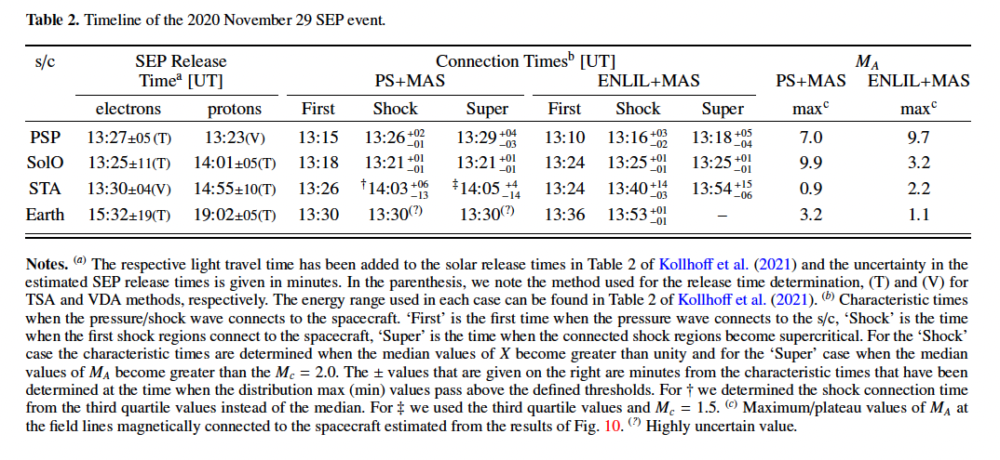 Table 2. Timeline of the 2020 November 29 SEP event.
s/c SEP Release Connection Times^b [UT] M_A
Time^a [UT] PS+MAS ENLIL+MAS PS+MAS ENLIL+MAS
electrons protons First Shock Super First Shock Super max^c max^c
PSP 13:27±05 (T) 13:23(V) 13:15 13:26 +02 −01 13:29 +04 −03 13:10 13:16 +03 −02 13:18 +05 −04 7.0 9.7
SolO 13:25±11(T) 14:01±05(T) 13:18 13:21 +01 −01 13:21 +01 −01 13:24 13:25 +01 −01 13:25 +01 −01 9.9 3.2
STA 13:30±04(V) 14:55±10(T) 13:26 †14:03 +06 −13 ‡14:05 +4 −14 13:24 13:40 +14 −03 13:54 +15 −06 0.9 2.2
Earth 15:32±19(T) 19:02±05(T) 13:30 13:30(?) 13:30(?) 13:36 13:53 +01 −01 – 3.2 1.1
Notes. (a) The respective light travel time has been added to the solar release times in Table 2 of Kollhoff et al. (2021) and the uncertainty in the
estimated SEP release times is given in minutes. In the parenthesis, we note the method used for the release time determination, (T) and (V) for
TSA and VDA methods, respectively. The energy range used in each case can be found in Table 2 of Kollhoff et al. (2021). (b) Characteristic times
when the pressure/shock wave connects to the spacecraft. ‘First’ is the first time when the pressure wave connects to the s/c, ‘Shock’ is the time
when the first shock regions connect to the spacecraft, ‘Super’ is the time when the connected shock regions become supercritical. For the ‘Shock’
case the characteristic times are determined when the median values of X become greater than unity and for the ‘Super’ case when the median
values of M_A become greater than the M_c = 2.0. The ± values that are given on the right are minutes from the characteristic times that have been
determined at the time when the distribution max (min) values pass above the defined thresholds. For † we determined the shock connection time
from the third quartile values instead of the median. For ‡ we used the third quartile values and M_c = 1.5. (c) Maximum/plateau values of M_A at
the field lines magnetically connected to the spacecraft estimated from the results of Fig. 10. (?) Highly uncertain value.